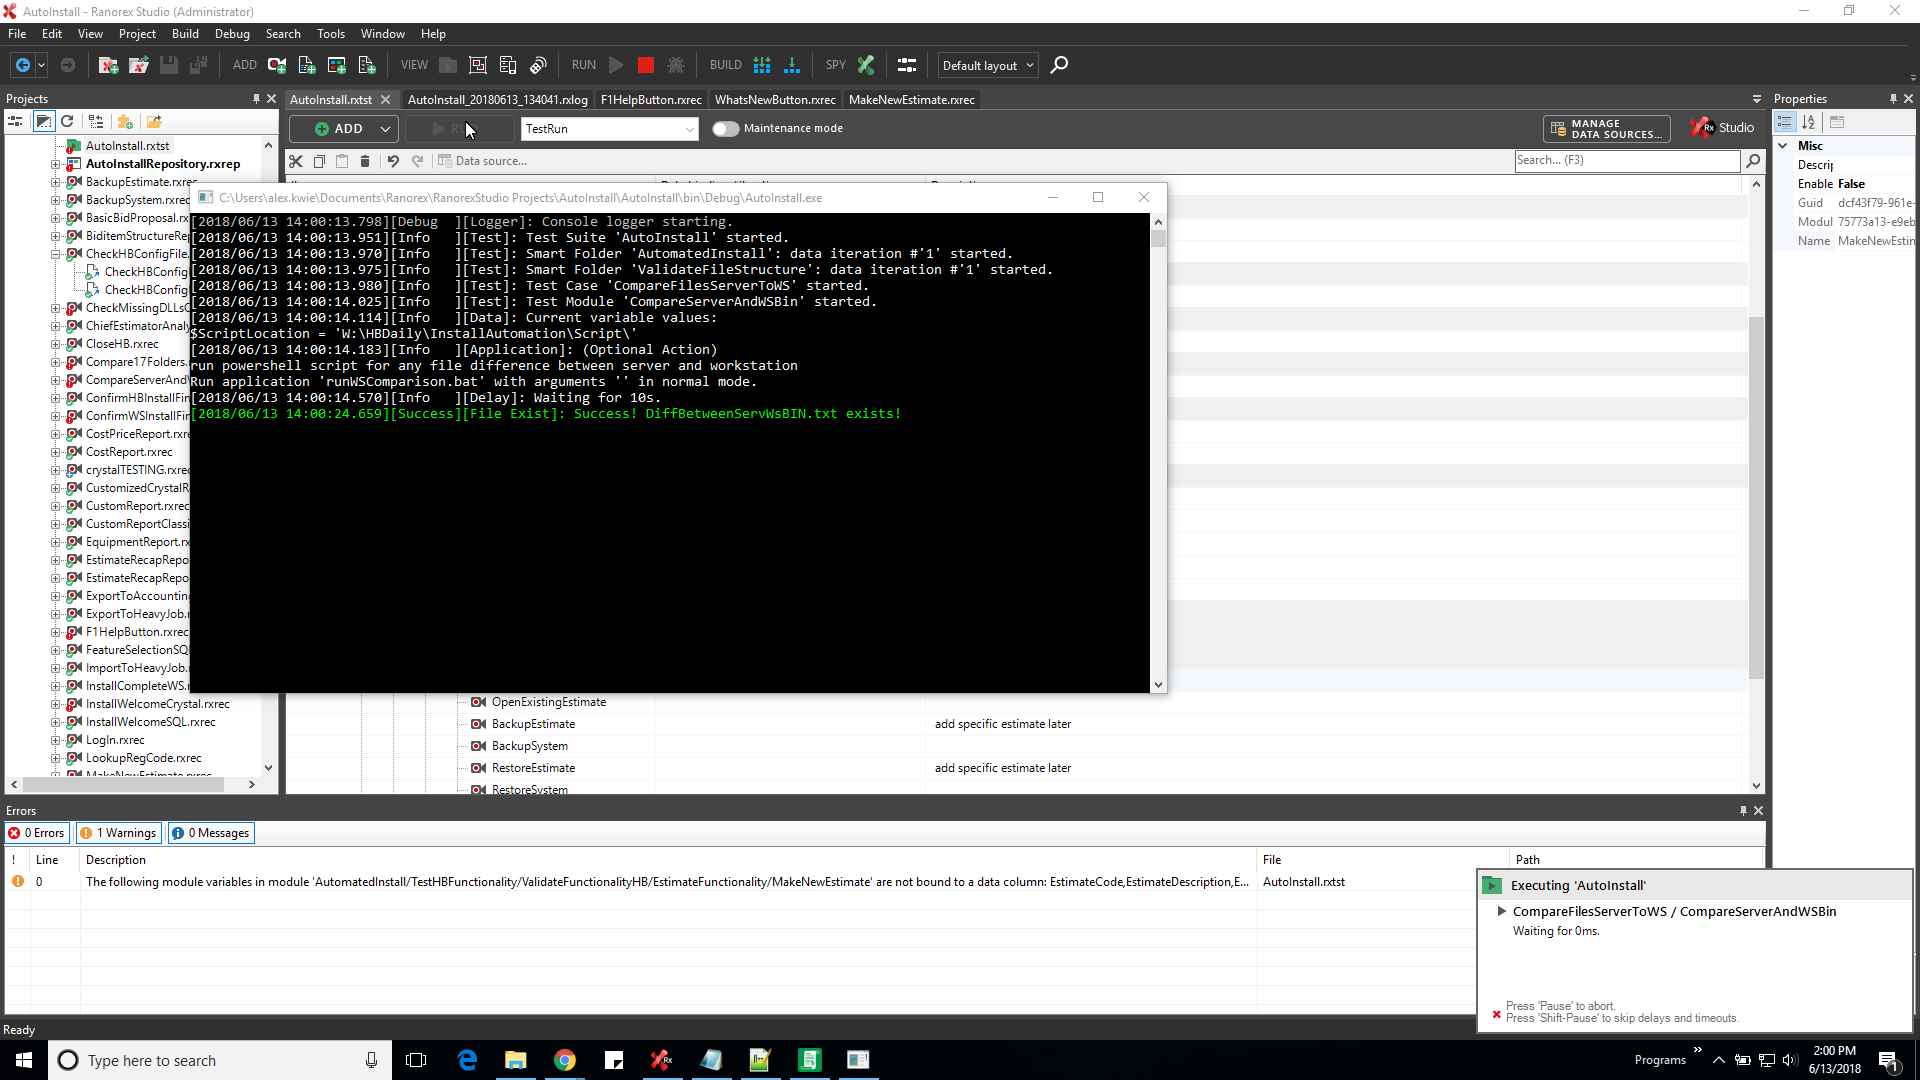 AutoInstall - Ranorex Studio (Administrator)
File Edit View Project Build Debug Search Tools Window Help
ADD VIEW RUN BUILD SPY Default layout
Projects
AutoInstall.rxtst AutoInstall_20180613_134041.rxlog F1HelpButton.rxrec WhatsNewButton.rxrec MakeNewEstimate.rxrec
Properties
ADD TestRun Maintenance mode MANAGE DATA SOURCES... Rx Studio
Data source... Search... (F3)
AutoInstall.rxtst
AutoInstallRepository.rxrep
BackupEstimate.rxrec
BackupSystem.rxrec
BasicBidProposal.rx
BiditemStructureRe
CheckHBConfigFile.
CheckHBConfig
CheckHBConfig
CheckMissingDLLsC
ChiefEstimatorAnaly
CloseHB.rxrec
Compare17Folders.
CompareServerAnd
ConfirmHBInstallFin
ConfirmWSInstallFin
CostPriceReport.rxre
CostReport.rxrec
crystalTESTING.rxrec
CustomizedCrystalR
CustomReport.rxrec
CustomReportClassi
EquipmentReport.rx
EstimateRecapRepo
EstimateRecapRepo
ExportToAccounting
ExportToHeavyJob.r
F1HelpButton.rxrec
FeatureSelectionSQ
ImportToHeavyJob.
InstallCompleteWS.r
InstallWelcomeCrystal.rxrec
InstallWelcomeSQL.rxrec
LogIn.rxrec
LookupRegCode.rxrec
MakeNewEstimate.rxrec
C:\Users\alex.kwie\Documents\Ranorex\RanorexStudio Projects\AutoInstall\AutoInstall\bin\Debug\AutoInstall.exe
[2018/06/13 14:00:13.798][Debug  ][Logger]: Console logger starting.
[2018/06/13 14:00:13.951][Info   ][Test]: Test Suite 'AutoInstall' started.
[2018/06/13 14:00:13.970][Info   ][Test]: Smart Folder 'AutomatedInstall': data iteration #'1' started.
[2018/06/13 14:00:13.975][Info   ][Test]: Smart Folder 'ValidateFileStructure': data iteration #'1' started.
[2018/06/13 14:00:13.980][Info   ][Test]: Test Case 'CompareFilesServerToWS' started.
[2018/06/13 14:00:14.025][Info   ][Test]: Test Module 'CompareServerAndWSBin' started.
[2018/06/13 14:00:14.114][Info   ][Data]: Current variable values:
$ScriptLocation = 'W:\HBDaily\InstallAutomation\Script\'
[2018/06/13 14:00:14.183][Info   ][Application]: (Optional Action)
run powershell script for any file difference between server and workstation
Run application 'runWSComparison.bat' with arguments '' in normal mode.
[2018/06/13 14:00:14.570][Info   ][Delay]: Waiting for 10s.
[2018/06/13 14:00:24.659][Success][File Exist]: Success! DiffBetweenServWsBIN.txt exists!
OpenExistingEstimate
BackupEstimate add specific estimate later
BackupSystem
RestoreEstimate add specific estimate later
RestoreSystem
Misc
Descrip
Enable False
Guid dcf43f79-961e-
Modul 75773a13-e9eb
Name MakeNewEstin
Errors
0 Errors 1 Warnings 0 Messages
! Line Description File Path
0 The following module variables in module 'AutomatedInstall/TestHBFunctionality/ValidateFunctionalityHB/EstimateFunctionality/MakeNewEstimate' are not bound to a data column: EstimateCode,EstimateDescription,E... AutoInstall.rxtst
Executing 'AutoInstall'
CompareFilesServerToWS / CompareServerAndWSBin
Waiting for 0ms.
Press 'Pause' to abort.
Press 'Shift-Pause' to skip delays and timeouts.
Ready
Type here to search
Programs
2:00 PM
6/13/2018
1